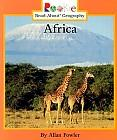 Rookie
Read-About® Geography
Africa
By Allan Fowler